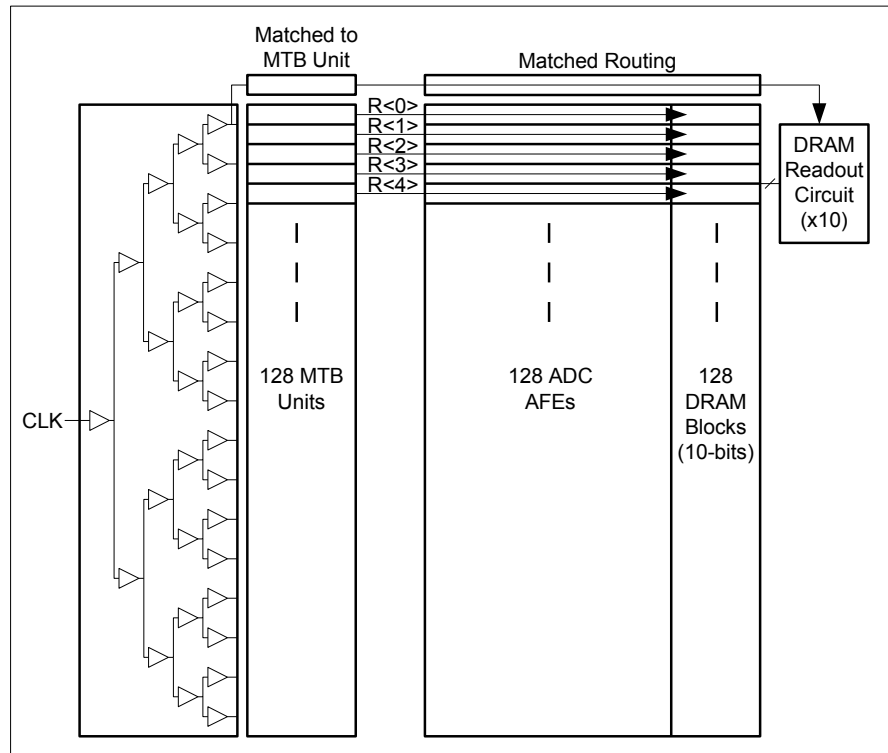 Matched to
MTB Unit
Matched Routing
R<0>
R<1>
R<2>
R<3>
R<4>
DRAM
Readout
Circuit
(x10)
CLK
128 MTB
Units
128 ADC
AFEs
128
DRAM
Blocks
(10-bits)